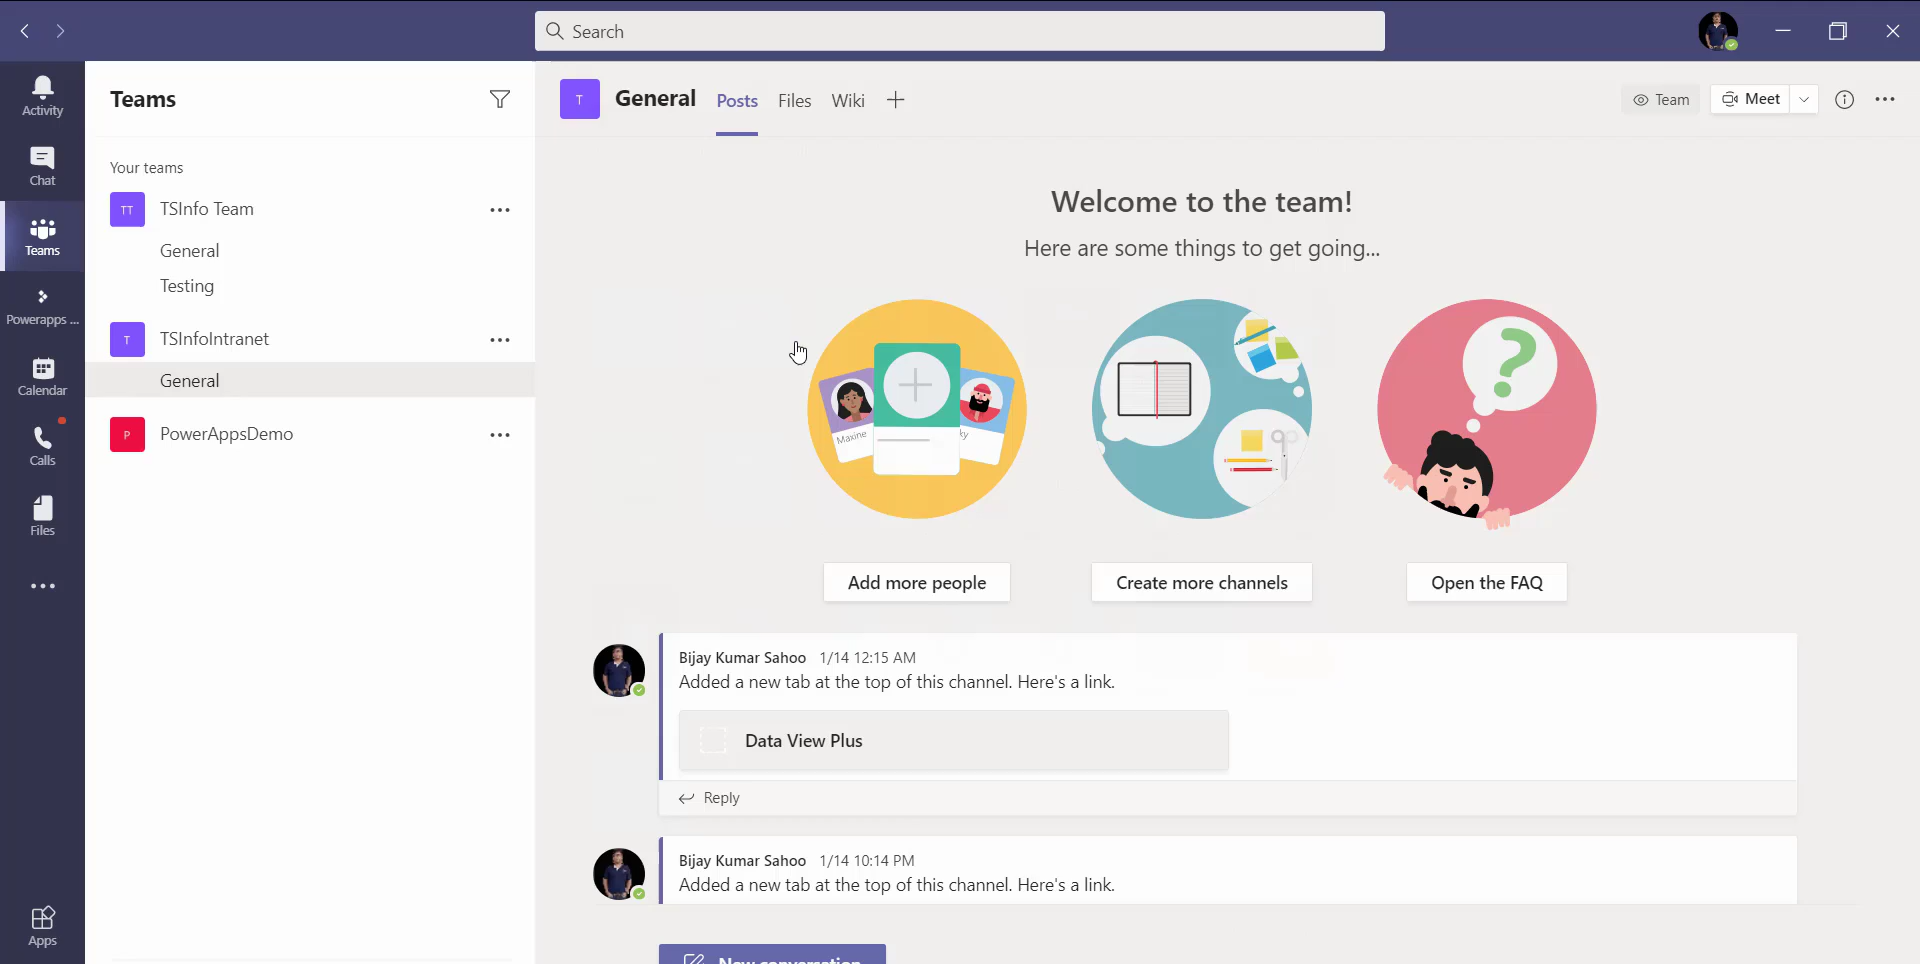 Search
Activity
Chat
Teams
Powerapps ...
Calendar
Calls
Files
Apps
Teams
Your teams
TT TSInfo Team
General
Testing
T TSInfoIntranet
General
P PowerAppsDemo
T General Posts Files Wiki
Team Meet
Welcome to the team!
Here are some things to get going...
Maxine
ky
Add more people
Create more channels
Open the FAQ
Bijay Kumar Sahoo 1/14 12:15 AM
Added a new tab at the top of this channel. Here's a link.
Data View Plus
Reply
Bijay Kumar Sahoo 1/14 10:14 PM
Added a new tab at the top of this channel. Here's a link.
New conversation